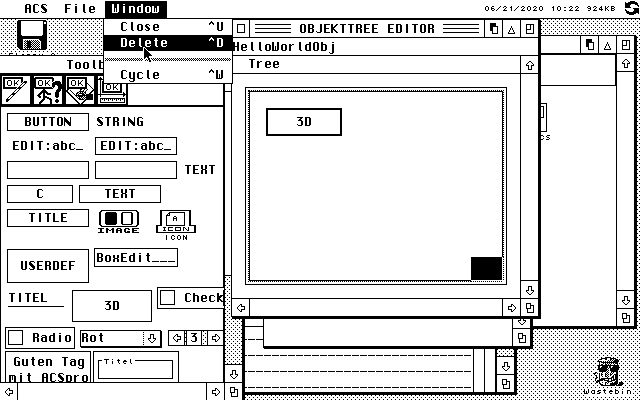 ACS File Window 06/21/2020 10:22 924KB
Close ^U
Delete ^D
Cycle ^W
OBJEKTTREE EDITOR
HelloWorldObj
Tree
3D
Toolb
OK OK OK OK
BUTTON STRING
EDIT:abc_ EDIT:abc_
TEXT
C TEXT
TITLE IMAGE ICON
ICON
USERDEF BoxEdit___
TITEL 3D Check
Radio Rot 3
Guten Tag
mit ACSpro
Titel
cs
Wastebin